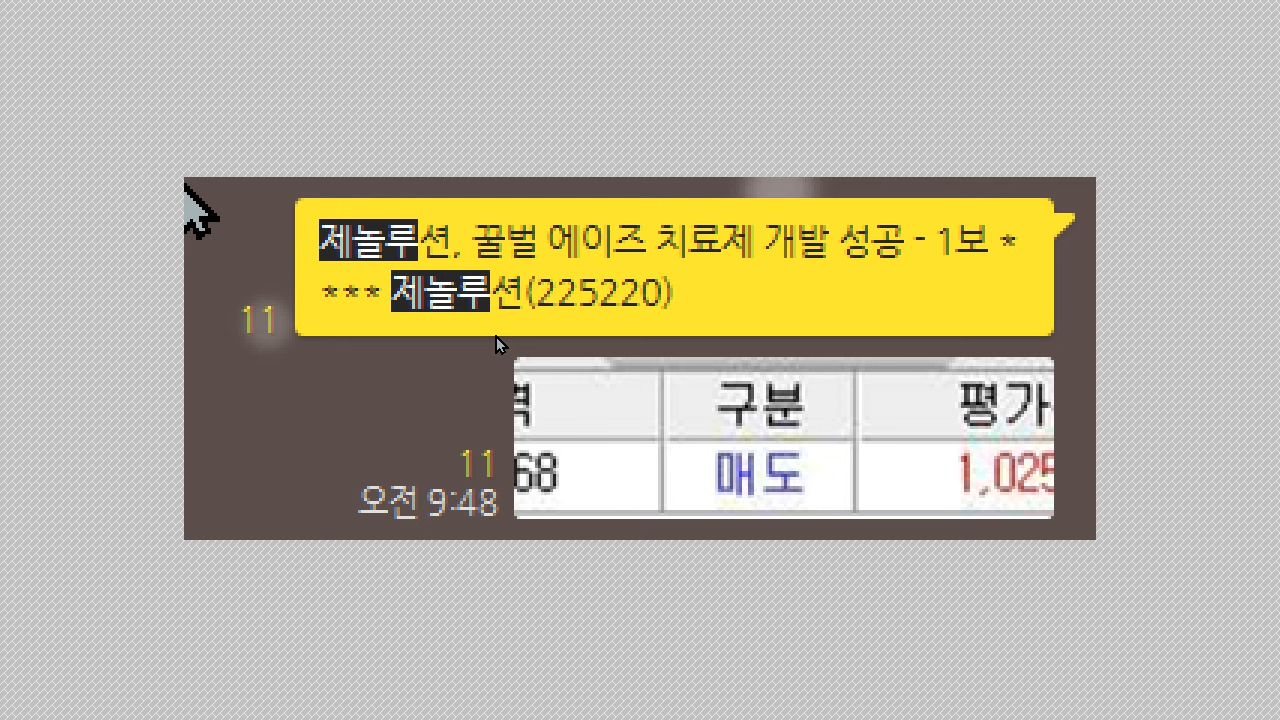 제놀루션, 꿀벌 에이즈 치료제 개발 성공 - 1보 *
*** 제놀루션(225220)
11
구분 평가
68 매도 1,025
11
오전 9:48